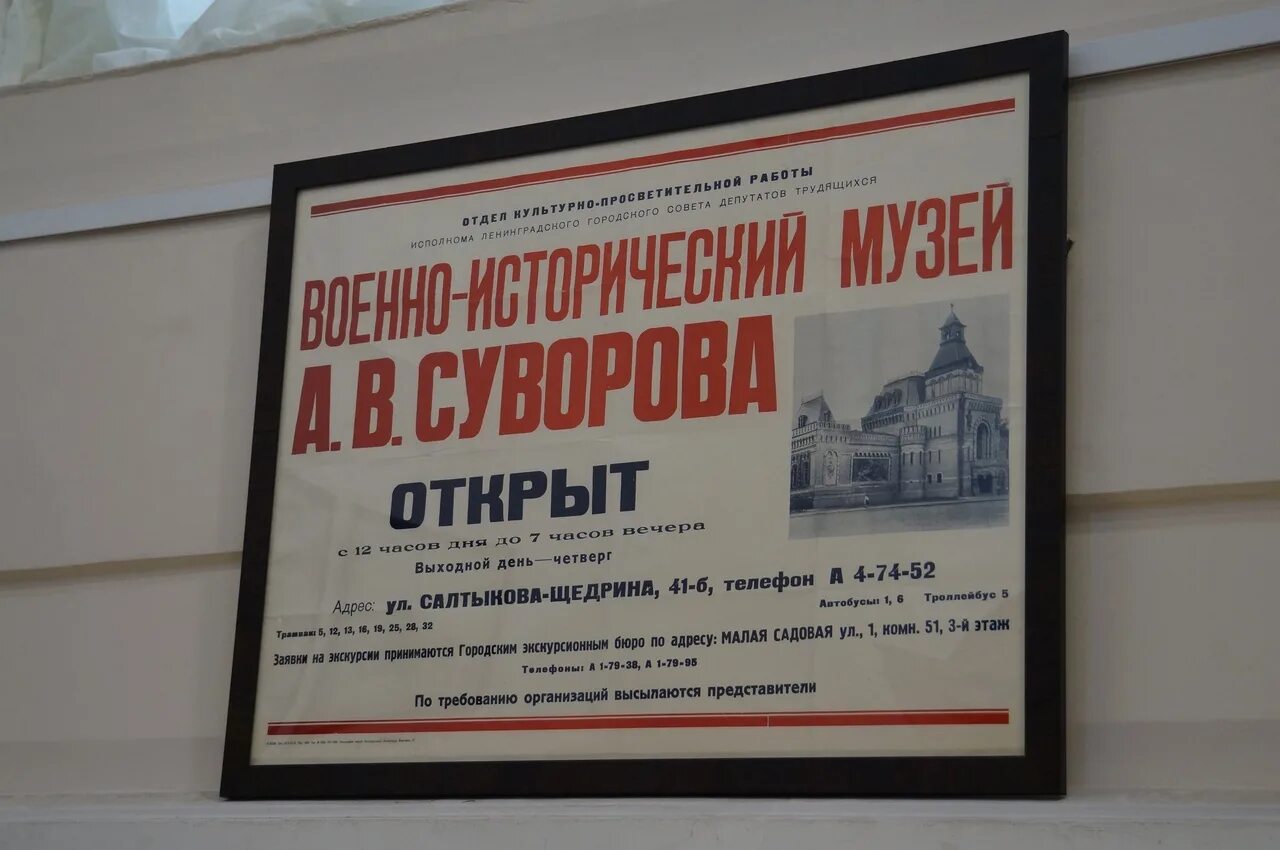 ОТДЕЛ КУЛЬТУРНО-ПРОСВЕТИТЕЛЬНОЙ РАБОТЫ
ИСПОЛКОМА ЛЕНИНГРАДСКОГО ГОРОДСКОГО СОВЕТА ДЕПУТАТОВ ТРУДЯЩИХСЯ
ВОЕННО-ИСТОРИЧЕСКИЙ МУЗЕЙ
А. В. СУВОРОВА
ОТКРЫТ
с 12 часов дня до 7 часов вечера
Выходной день—четверг
Адрес: ул. САЛТЫКОВА-ЩЕДРИНА, 41-б, телефон А 4-74-52
Трамваи: 5, 12, 13, 16, 19, 25, 28, 32 Автобусы: 1, 6 Троллейбус 5
Заявки на экскурсии принимаются Городским экскурсионным бюро по адресу: МАЛАЯ САДОВАЯ ул., 1, комн. 51, 3-й этаж
Телефоны: А 1-79-38, А 1-79-95
По требованию организаций высылаются представители